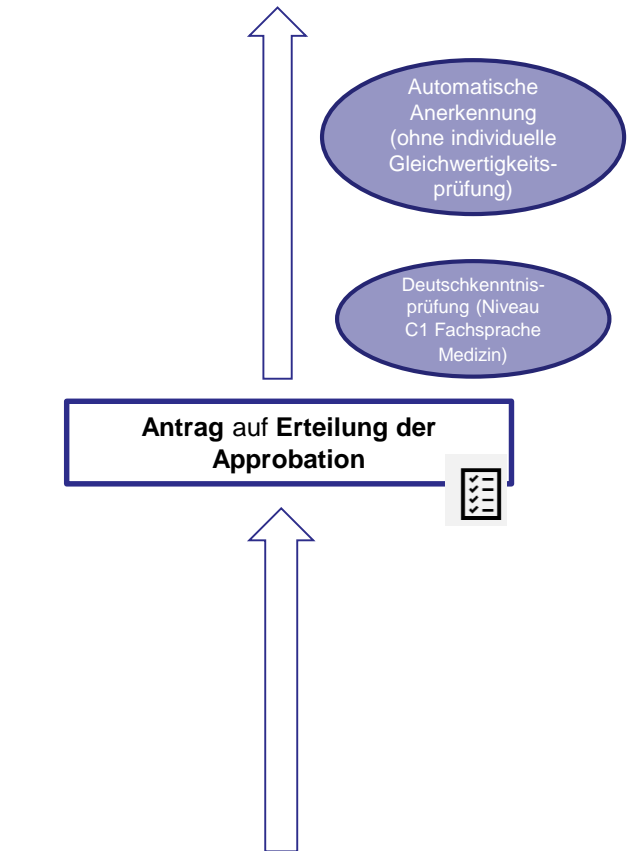 Automatische
Anerkennung
(ohne individuelle
Gleichwertigkeits-
prüfung)
Deutschkenntnis-
prüfung (Niveau
C1 Fachsprache
Medizin)
Antrag auf Erteilung der
Approbation